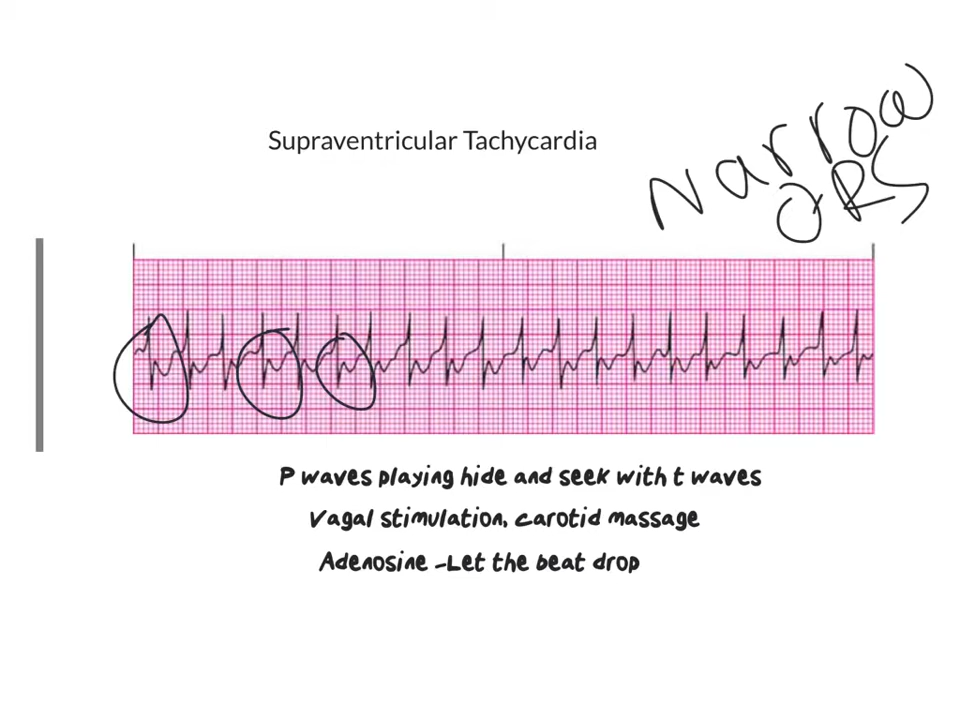 Supraventricular Tachycardia
Narrow
QRS
P waves playing hide and seek with t waves
Vagal stimulation, carotid massage
Adenosine -Let the beat drop